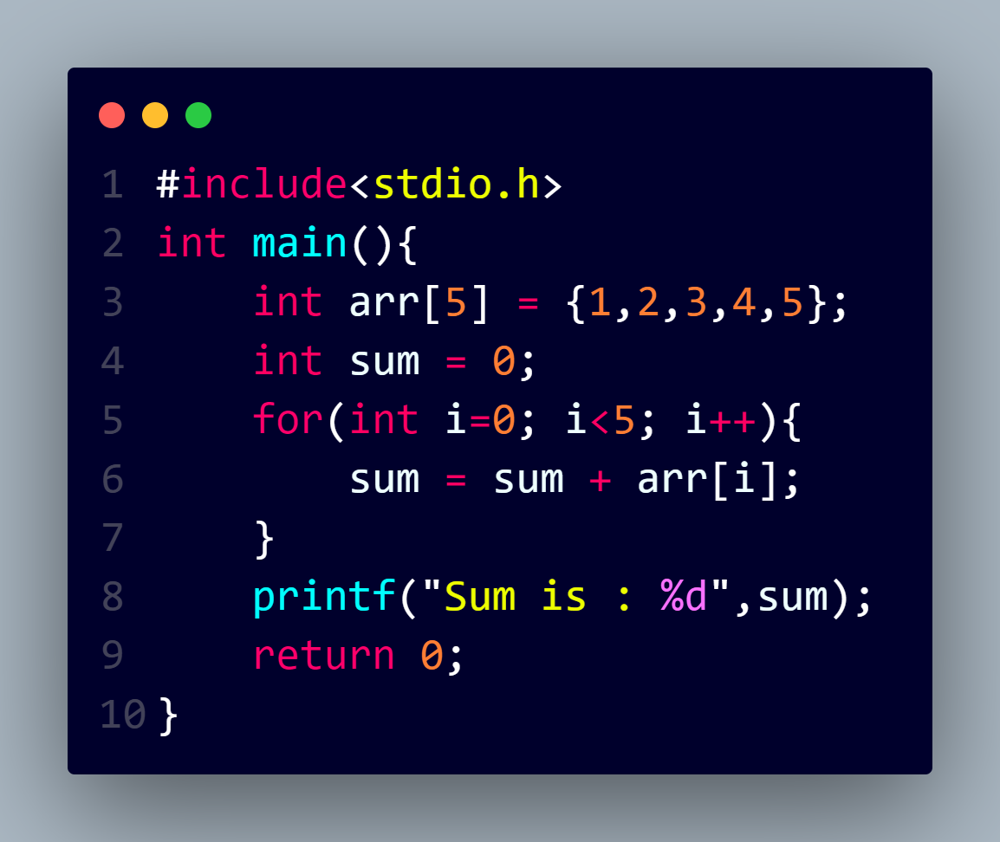 1 #include<stdio.h>
2 int main(){
3     int arr[5] = {1,2,3,4,5};
4     int sum = 0;
5     for(int i=0; i<5; i++){
6         sum = sum + arr[i];
7     }
8     printf("Sum is : %d",sum);
9     return 0;
10 }